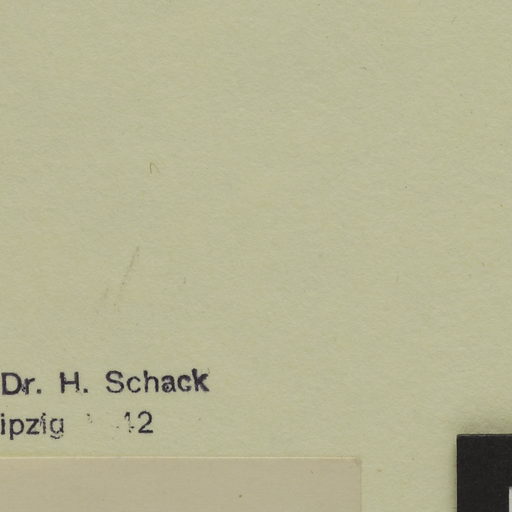 Dr. H. Schack
ipzig 42